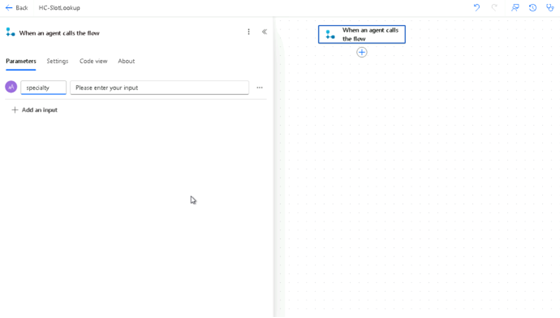 Back HC-SlotLookup
When an agent calls the flow
Parameters Settings Code view About
specialty Please enter your input
Add an input
When an agent calls
the flow